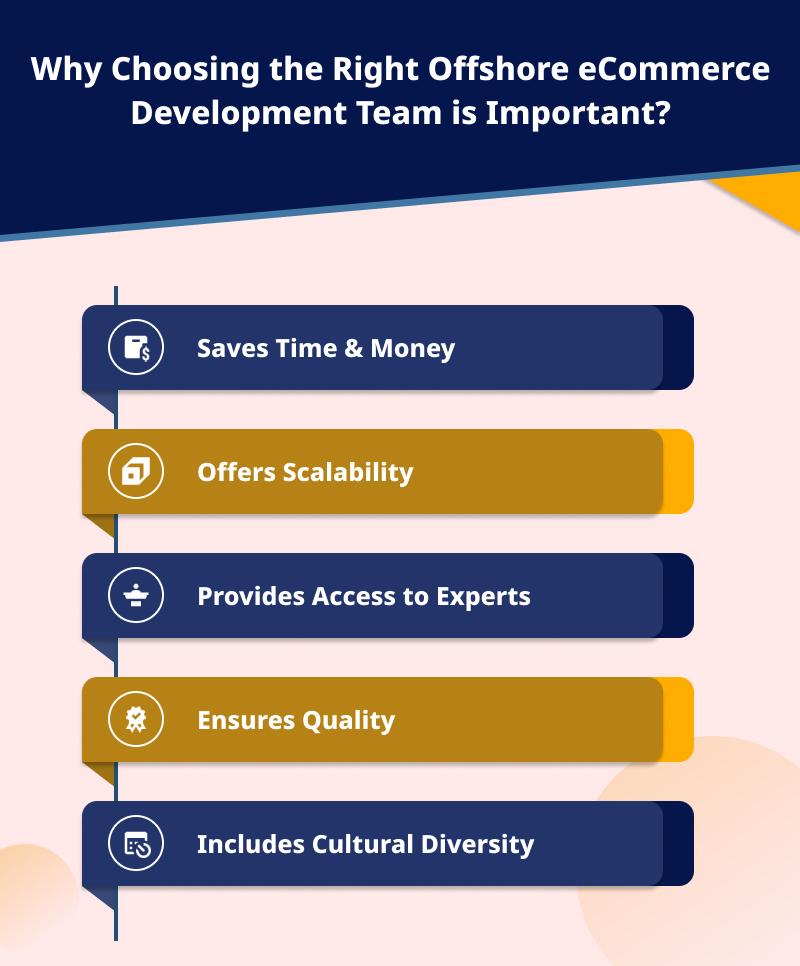 Why Choosing the Right Offshore eCommerce
Development Team is Important?
Saves Time & Money
Offers Scalability
Provides Access to Experts
Ensures Quality
Includes Cultural Diversity